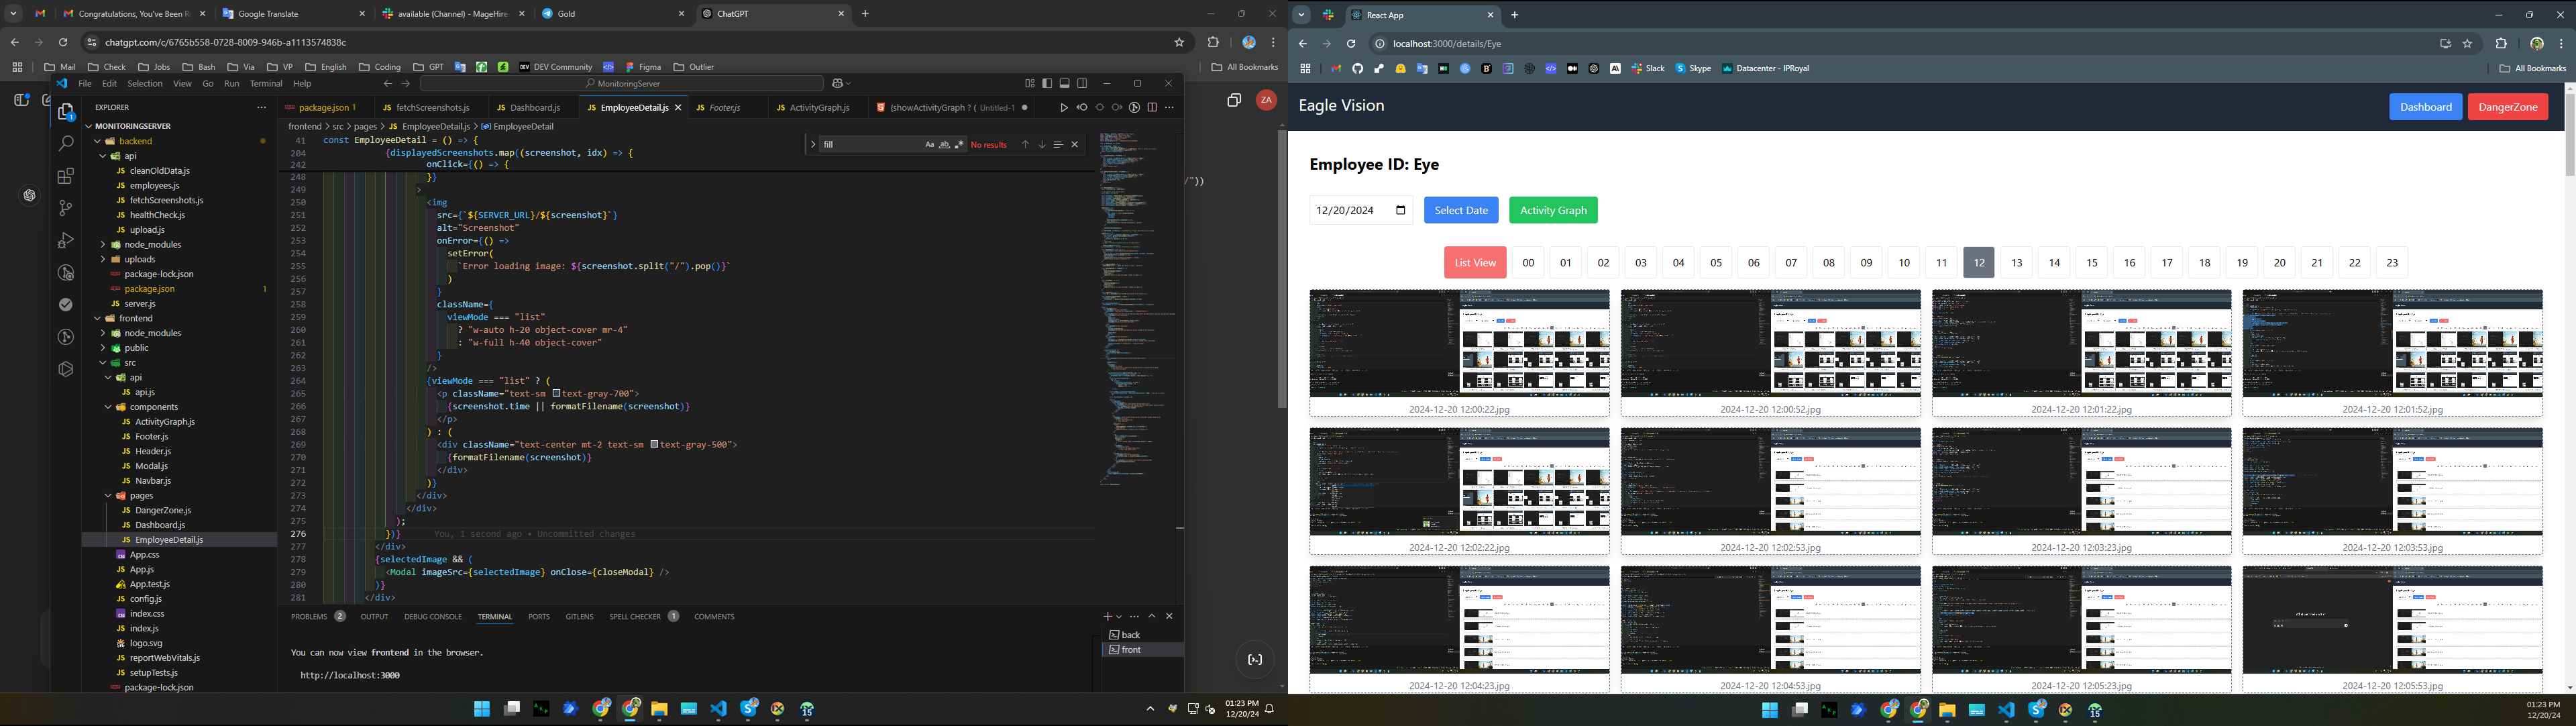 Congratulations, You've Been R
Google Translate
available (Channel) - MageHire
Gold
ChatGPT
chatgpt.com/c/6765b558-0728-8009-946b-a1113574838c
Mail
Check
Jobs
Bash
Via
VP
English
Coding
GPT
DEV Community
Figma
Outlier
All Bookmarks
File Edit Selection View Go Run Terminal Help
MonitoringServer
ZA
EXPLORER
MONITORINGSERVER
backend
api
cleanOldData.js
employees.js
fetchScreenshots.js
healthCheck.js
upload.js
node_modules
uploads
package-lock.json
package.json 1
server.js
frontend
node_modules
public
src
api
api.js
components
ActivityGraph.js
Footer.js
Header.js
Modal.js
Navbar.js
pages
DangerZone.js
Dashboard.js
EmployeeDetail.js
App.css
App.js
App.test.js
config.js
index.css
index.js
logo.svg
reportWebVitals.js
setupTests.js
package-lock.json
package.json 1
fetchScreenshots.js
Dashboard.js
EmployeeDetail.js
Footer.js
ActivityGraph.js
(showActivityGraph ? ( Untitled-1
frontend > src > pages > EmployeeDetail.js > EmployeeDetail
fill
No results
41 const EmployeeDetail = () => {
204 {displayedScreenshots.map((screenshot, idx) => {
242 onClick={() => {
248 }}
249 >
250 <img
251 src={`${SERVER_URL}/${screenshot}`}
252 alt="Screenshot"
253 onError={() =>
254 setError(
255 `Error loading image: ${screenshot.split("/").pop()}`
256 )
257 }
258 className={
259 viewMode === "list"
260 ? "w-auto h-20 object-cover mr-4"
261 : "w-full h-40 object-cover"
262 }
263 />
264 {viewMode === "list" ? (
265 <p className="text-sm text-gray-700">
266 {screenshot.time || formatFilename(screenshot)}
267 </p>
268 ) : (
269 <div className="text-center mt-2 text-sm text-gray-500">
270 {formatFilename(screenshot)}
271 </div>
272 )}
273 </div>
274 </div>
275 );
276 })} You, 1 second ago • Uncommitted changes
277 </div>
278 {selectedImage && (
279 <Modal imageSrc={selectedImage} onClose={closeModal} />
280 )}
281 </div>
/"))
PROBLEMS 2 OUTPUT DEBUG CONSOLE TERMINAL PORTS GITLENS SPELL CHECKER 1 COMMENTS
You can now view frontend in the browser.
http://localhost:3000
back
front
01:23 PM
12/20/24
React App
localhost:3000/details/Eye
Slack
Skype
Datacenter - IPRoyal
All Bookmarks
Eagle Vision
Dashboard
DangerZone
Employee ID: Eye
12/20/2024
Select Date
Activity Graph
List View 00 01 02 03 04 05 06 07 08 09 10 11 12 13 14 15 16 17 18 19 20 21 22 23
2024-12-20 12:00:22.jpg
2024-12-20 12:00:52.jpg
2024-12-20 12:01:22.jpg
2024-12-20 12:01:52.jpg
2024-12-20 12:02:22.jpg
2024-12-20 12:02:53.jpg
2024-12-20 12:03:23.jpg
2024-12-20 12:03:53.jpg
2024-12-20 12:04:23.jpg
2024-12-20 12:04:53.jpg
2024-12-20 12:05:23.jpg
2024-12-20 12:05:53.jpg
01:23 PM
12/20/24